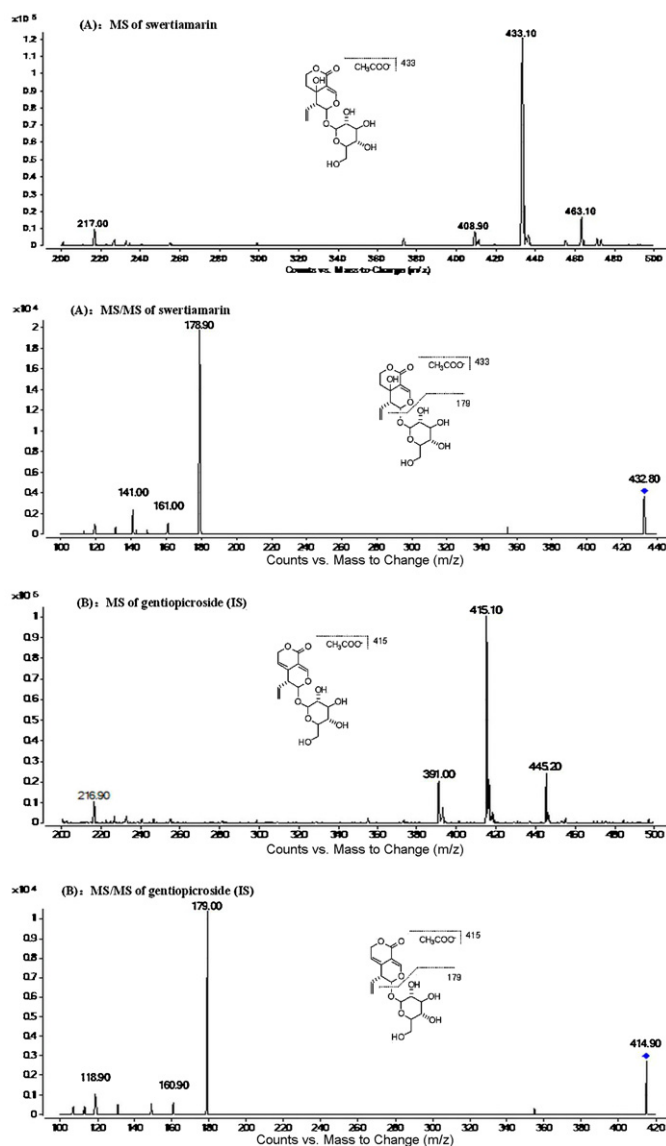 (A): MS of swertiamarin
×10 5
1.2
1.1
1
0.9
0.8
0.7
0.6
0.5
0.4
0.3
0.2
0.1
0
433.10
CH₃COO⁻ 433
O O
OH
O
O HO OH
OH
HO OH
217.00
408.90
463.10
200 220 240 260 280 300 320 340 360 380 400 420 440 460 480 500
Counts vs. Mass-to-Charge (m/z)
(A): MS/MS of swertiamarin
×10 4
2
1.8
1.6
1.4
1.2
1
0.8
0.6
0.4
0.2
0
178.90
CH₃COO⁻ 433
179
O O
OH
O
O HO OH
OH
HO OH
141.00
161.00
432.80
100 120 140 160 180 200 220 240 260 280 300 320 340 360 380 400 420 440
Counts vs. Mass to Change (m/z)
(B): MS of gentiopicroside (IS)
×10 5
1
0.9
0.8
0.7
0.6
0.5
0.4
0.3
0.2
0.1
0
415.10
CH₃COO⁻ 415
O O
O
O HO OH
OH
HO OH
216.90
391.00
445.20
200 220 240 260 280 300 320 340 360 380 400 420 440 460 480 500
Counts vs. Mass to Change (m/z)
(B): MS/MS of gentiopicroside (IS)
×10 4
1
0.9
0.8
0.7
0.6
0.5
0.4
0.3
0.2
0.1
0
179.00
CH₃COO⁻ 415
179
O O
O
O HO OH
OH
HO OH
118.90
160.90
414.90
100 120 140 160 180 200 220 240 260 280 300 320 340 360 380 400 420
Counts vs. Mass to Change (m/z)